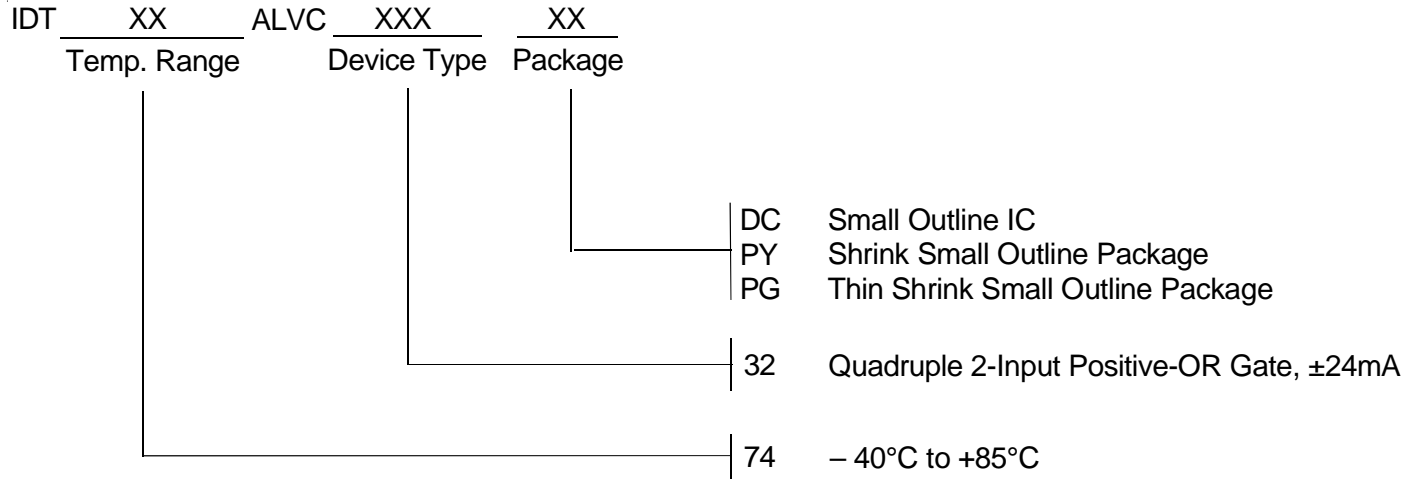 IDT XX ALVC XXX XX
Temp. Range Device Type Package
DC Small Outline IC
PY Shrink Small Outline Package
PG Thin Shrink Small Outline Package
32 Quadruple 2-Input Positive-OR Gate, ±24mA
74 – 40°C to +85°C